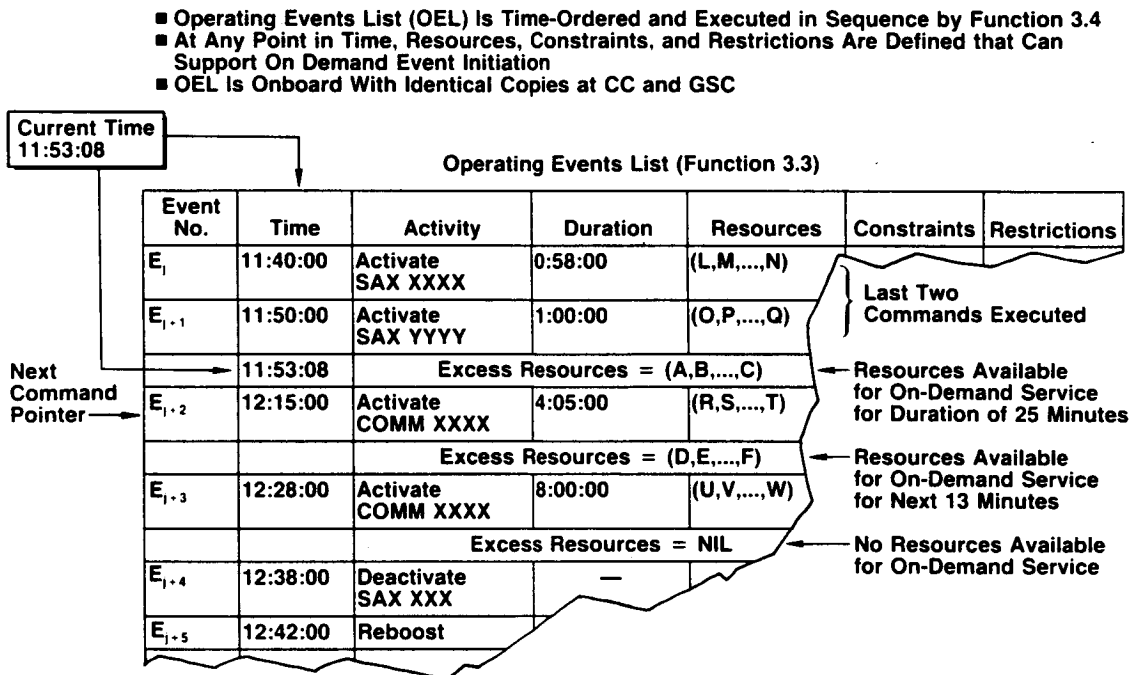 ■ Operating Events List (OEL) Is Time-Ordered and Executed in Sequence by Function 3.4
■ At Any Point in Time, Resources, Constraints, and Restrictions Are Defined that Can
Support On Demand Event Initiation
■ OEL Is Onboard With Identical Copies at CC and GSC
Current Time
11:53:08
Operating Events List (Function 3.3)
Event
No.
Time
Activity
Duration
Resources
Constraints
Restrictions
E_i
11:40:00
Activate
SAX XXXX
0:58:00
(L,M,...,N)
Last Two
Commands Executed
E_i+1
11:50:00
Activate
SAX YYYY
1:00:00
(O,P,...,Q)
11:53:08
Excess Resources = (A,B,...,C)
Resources Available
for On-Demand Service
for Duration of 25 Minutes
Next
Command
Pointer
E_i+2
12:15:00
Activate
COMM XXXX
4:05:00
(R,S,...,T)
Excess Resources = (D,E,...,F)
Resources Available
for On-Demand Service
for Next 13 Minutes
E_i+3
12:28:00
Activate
COMM XXXX
8:00:00
(U,V,...,W)
Excess Resources = NIL
No Resources Available
for On-Demand Service
E_i+4
12:38:00
Deactivate
SAX XXX
—
E_i+5
12:42:00
Reboost